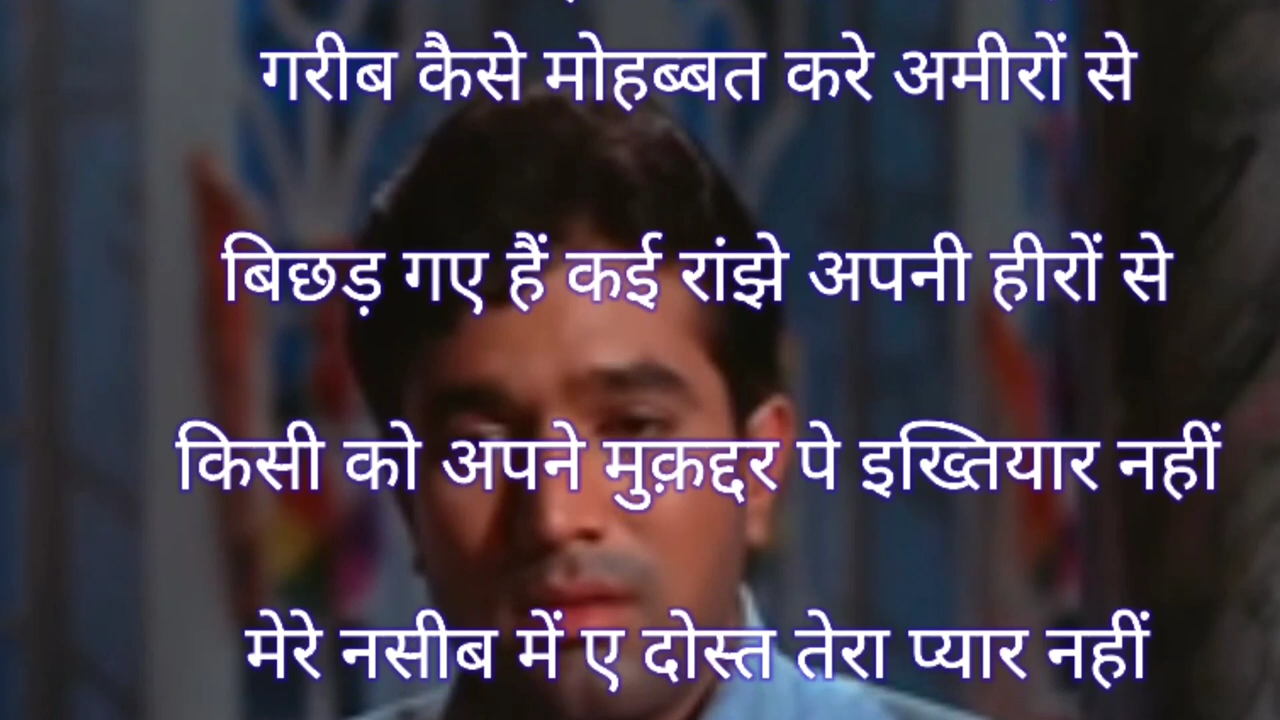 गरीब कैसे मोहब्बत करे अमीरों से
बिछड़ गए हैं कई रांझे अपनी हीरों से
किसी को अपने मुक़द्दर पे इख्तियार नहीं
मेरे नसीब में ए दोस्त तेरा प्यार नहीं